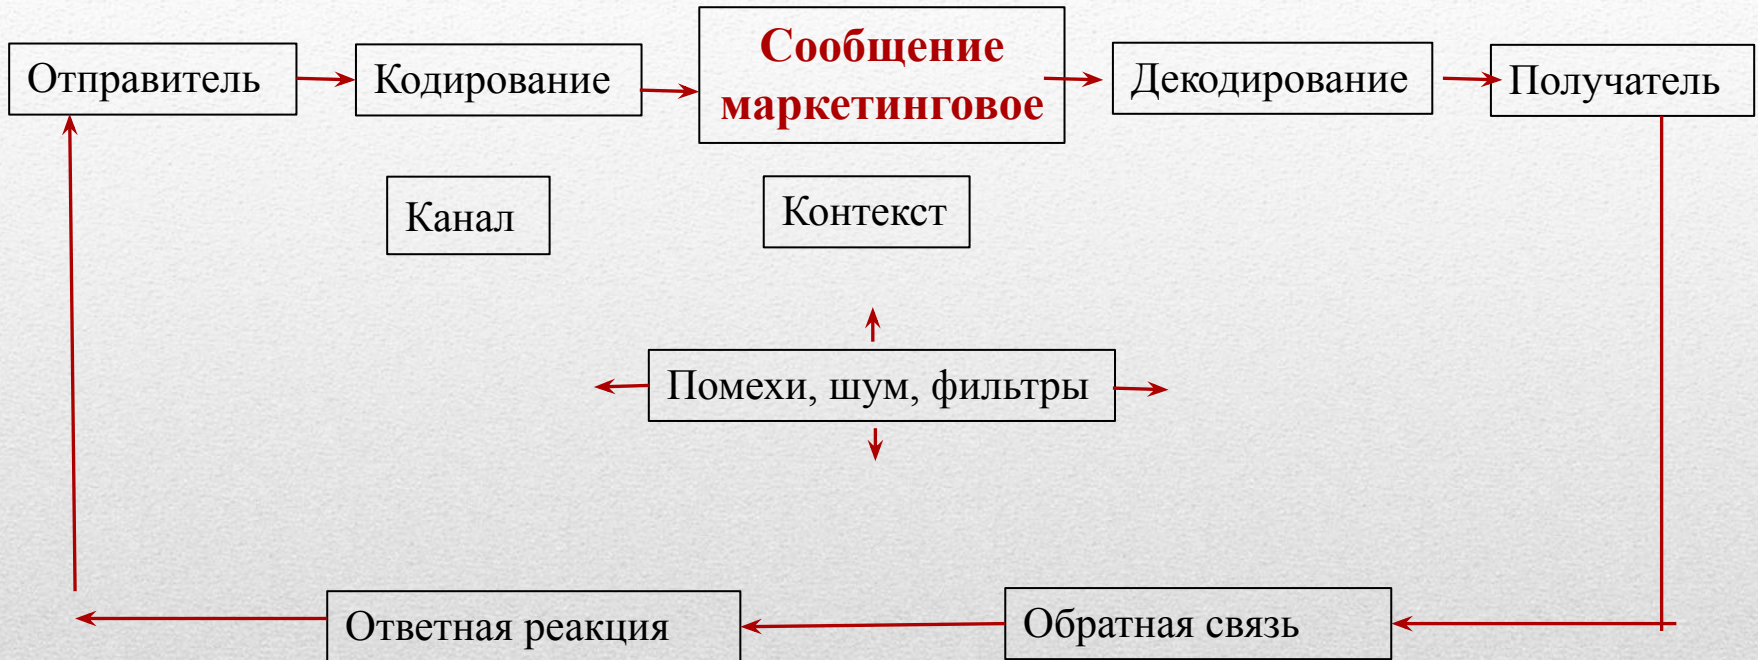 Отправитель
Кодирование
Сообщение
маркетинговое
Декодирование
Получатель
Канал
Контекст
Помехи, шум, фильтры
Ответная реакция
Обратная связь